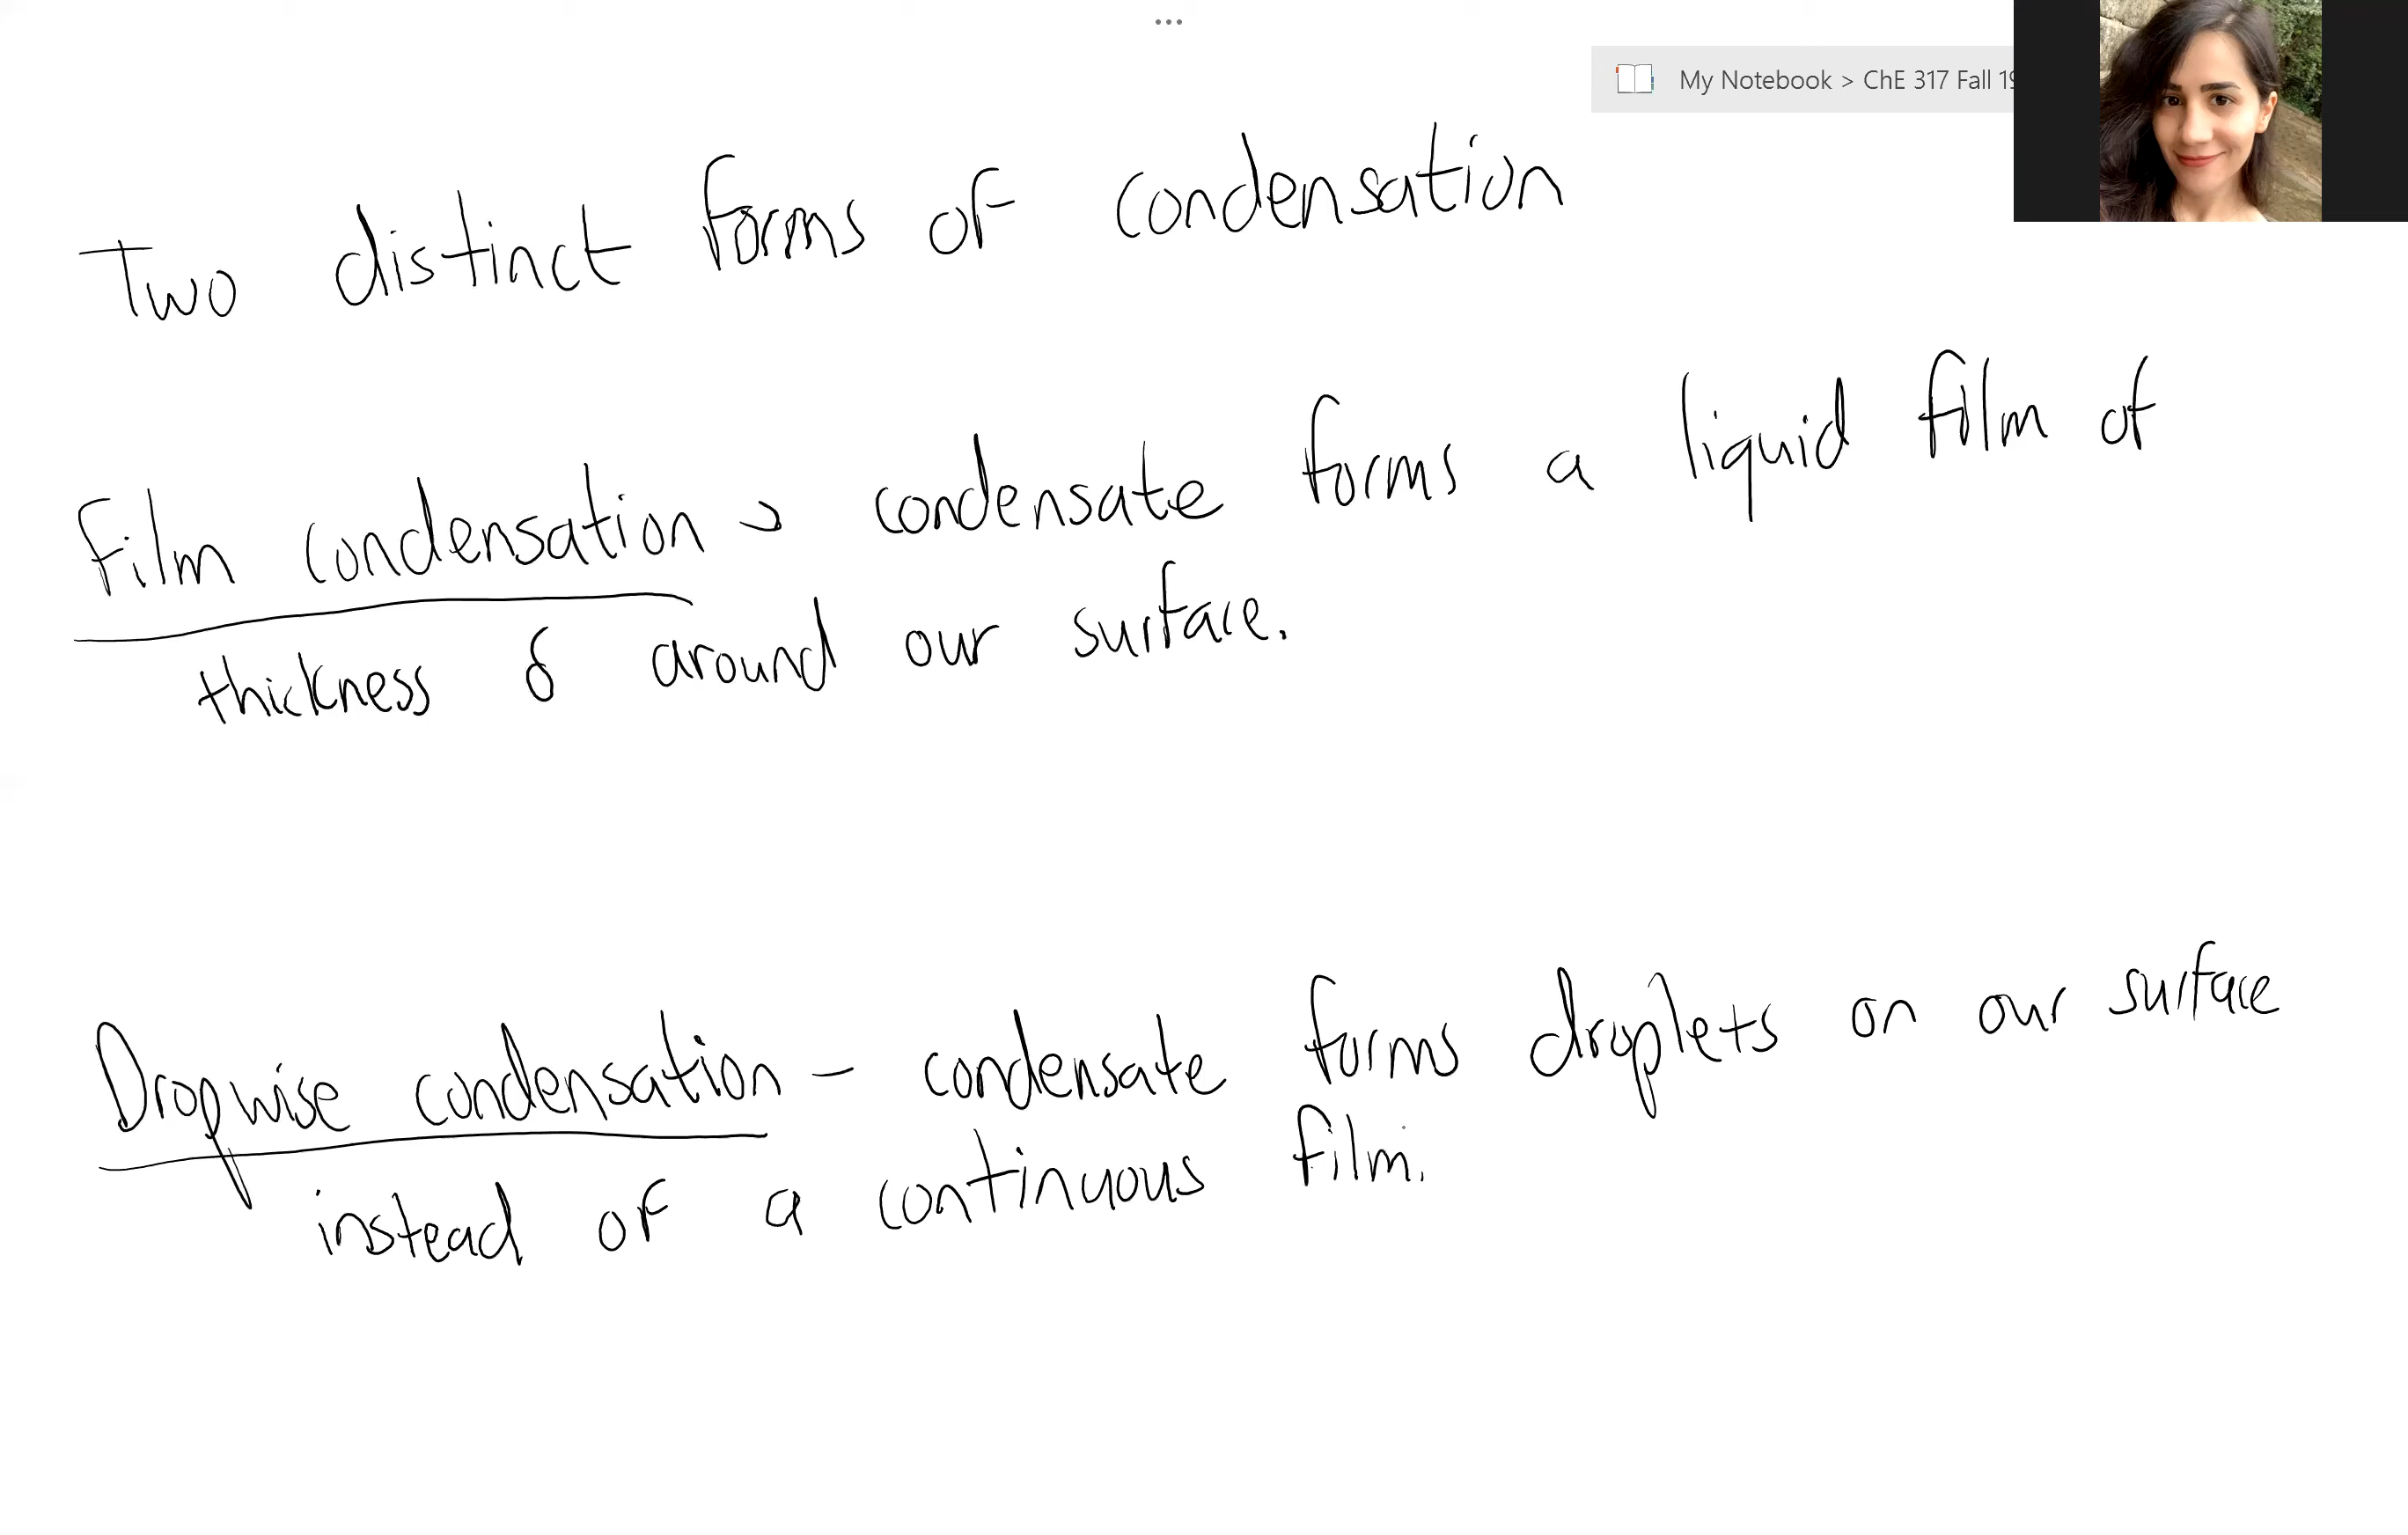 My Notebook > ChE 317 Fall 19
Two distinct forms of condensation
Film condensation → condensate forms a liquid film of
thickness δ around our surface.
Dropwise condensation - condensate forms droplets on our surface
instead of a continuous film.